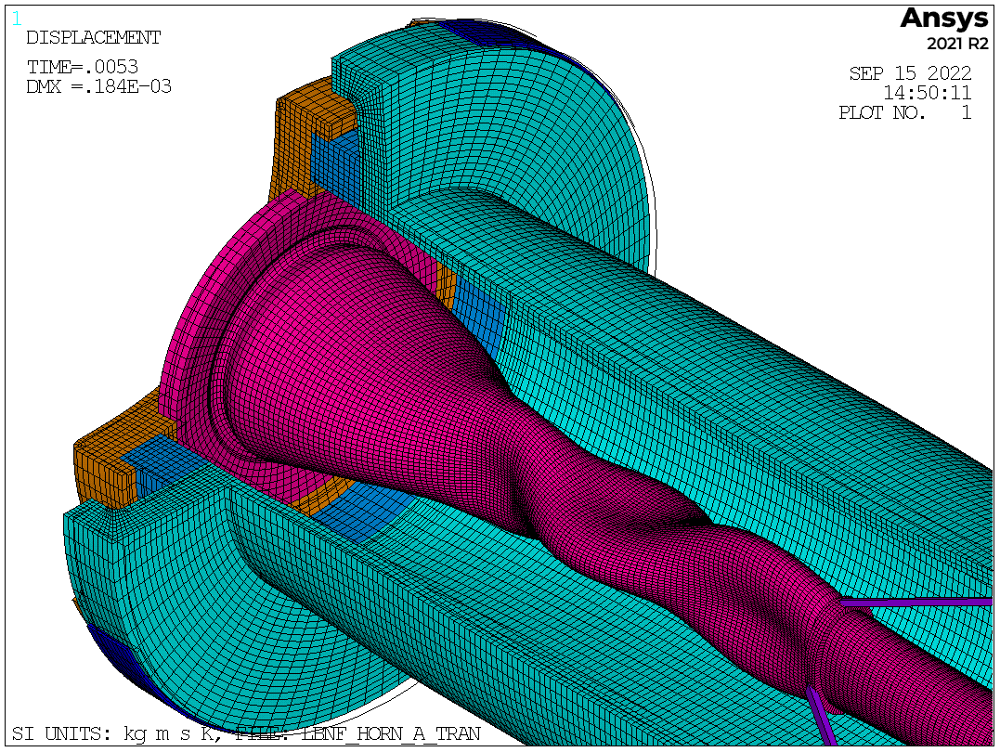 1
DISPLACEMENT
TIME=.0053
DMX =.184E-03
Ansys
2021 R2
SEP 15 2022
14:50:11
PLOT NO. 1
SI UNITS: kg m s K, FILE: LBNF_HORN_A_TRAN